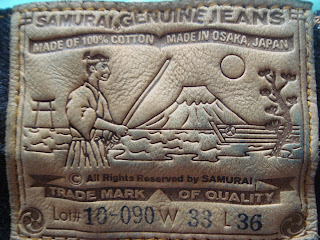 SAMURAI, GENUINE JEANS
MADE OF 100% COTTON MADE IN OSAKA, JAPAN
© All Rights Reserved by SAMURAI
TRADE MARK OF QUALITY
Lot# 10-090 W 33 L 36